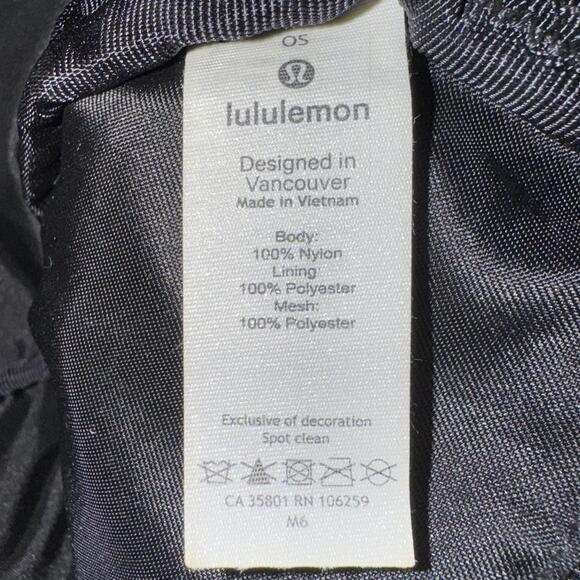 OS
lululemon
Designed in
Vancouver
Made in Vietnam
Body:
100% Nylon
Lining:
100% Polyester
Mesh:
100% Polyester
Exclusive of decoration
Spot clean
CA 35801 RN 106259
M6